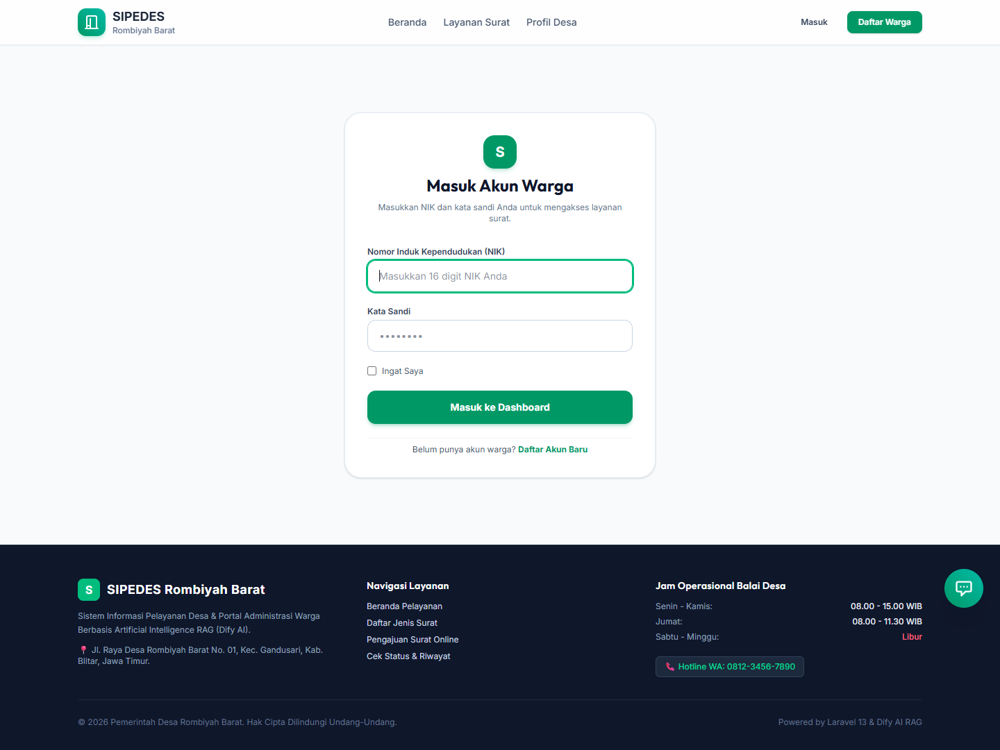 SIPEDES
Rombiyah Barat
Beranda
Layanan Surat
Profil Desa
Masuk
Daftar Warga
S
Masuk Akun Warga
Masukkan NIK dan kata sandi Anda untuk mengakses layanan
surat.
Nomor Induk Kependudukan (NIK)
Masukkan 16 digit NIK Anda
Kata Sandi
••••••••
Ingat Saya
Masuk ke Dashboard
Belum punya akun warga? Daftar Akun Baru
S
SIPEDES Rombiyah Barat
Sistem Informasi Pelayanan Desa & Portal Administrasi Warga
Berbasis Artificial Intelligence RAG (Dify AI).
📍 Jl. Raya Desa Rombiyah Barat No. 01, Kec. Gandusari, Kab.
Blitar, Jawa Timur.
Navigasi Layanan
Beranda Pelayanan
Daftar Jenis Surat
Pengajuan Surat Online
Cek Status & Riwayat
Jam Operasional Balai Desa
Senin - Kamis: 08.00 - 15.00 WIB
Jumat: 08.00 - 11.30 WIB
Sabtu - Minggu: Libur
📞 Hotline WA: 0812-3456-7890
© 2026 Pemerintah Desa Rombiyah Barat. Hak Cipta Dilindungi Undang-Undang.
Powered by Laravel 13 & Dify AI RAG